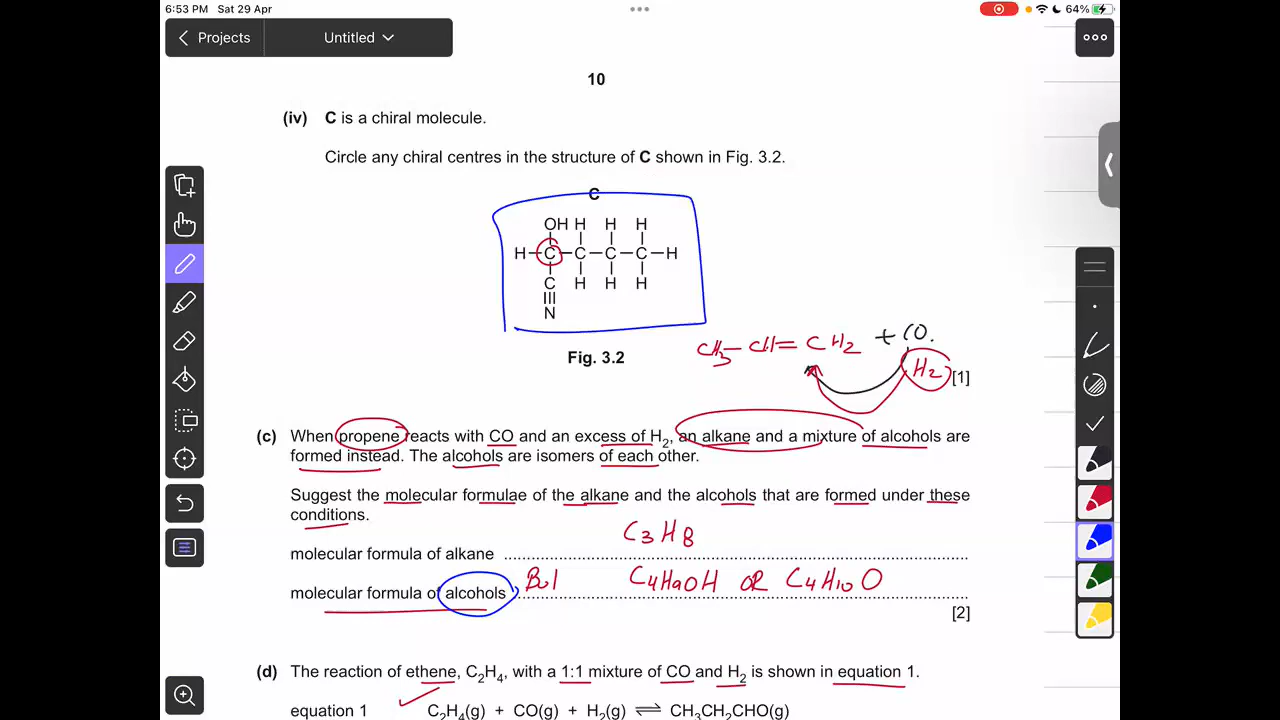 6:53 PM Sat 29 Apr
64%
Projects
Untitled
10
(iv) C is a chiral molecule.
Circle any chiral centres in the structure of C shown in Fig. 3.2.
C
OH H H H
H–C–C–C–C–H
C H H H
N
Fig. 3.2
CH3– CH= CH2 + CO.
H2
[1]
(c) When propene reacts with CO and an excess of H2, an alkane and a mixture of alcohols are
formed instead. The alcohols are isomers of each other.
Suggest the molecular formulae of the alkane and the alcohols that are formed under these
conditions.
C3H8
molecular formula of alkane
molecular formula of alcohols C4H9OH OR C4H10O
[2]
(d) The reaction of ethene, C2H4, with a 1:1 mixture of CO and H2 is shown in equation 1.
equation 1 C2H4(g) + CO(g) + H2(g) ⇌ CH3CH2CHO(g)